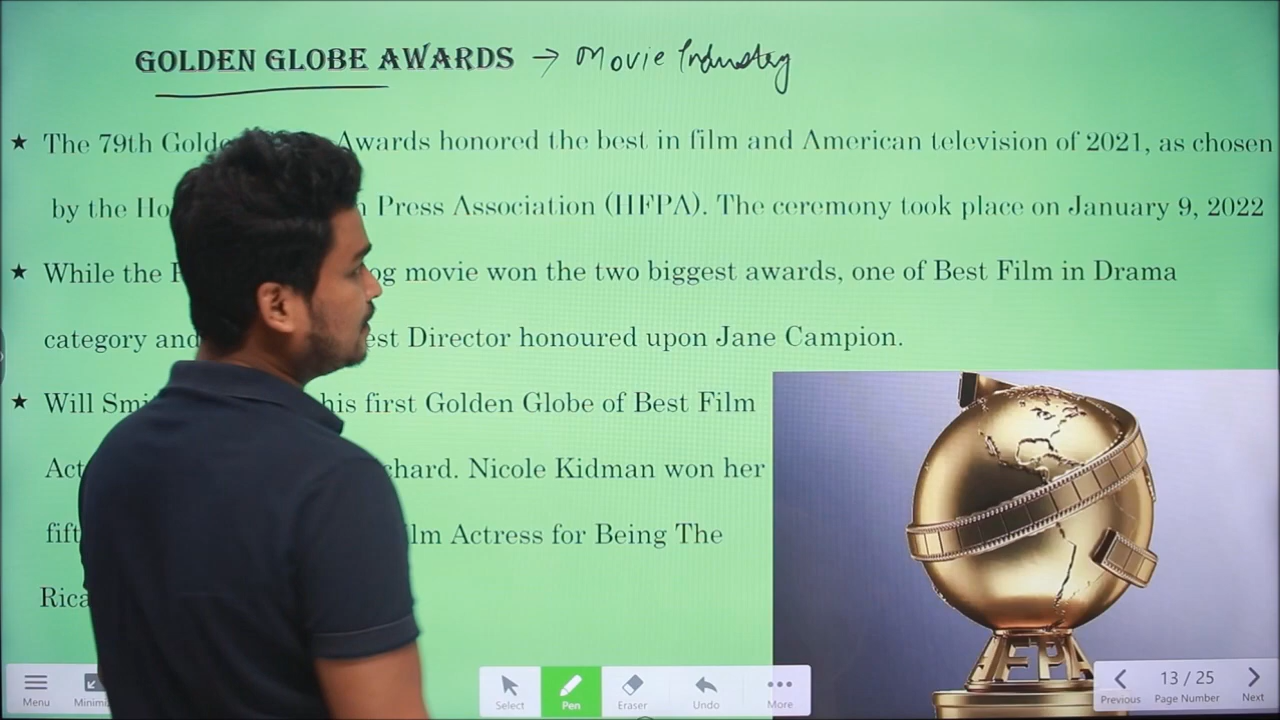 GOLDEN GLOBE AWARDS → Movie Industry
★ The 79th Golde Awards honored the best in film and American television of 2021, as chosen
by the Ho n Press Association (HFPA). The ceremony took place on January 9, 2022
★ While the og movie won the two biggest awards, one of Best Film in Drama
category and est Director honoured upon Jane Campion.
★ Will Smi his first Golden Globe of Best Film
Act chard. Nicole Kidman won her
fift lm Actress for Being The
Rica
HFPA
Menu
Select
Pen
Eraser
Undo
More
Previous
13 / 25
Page Number
Next